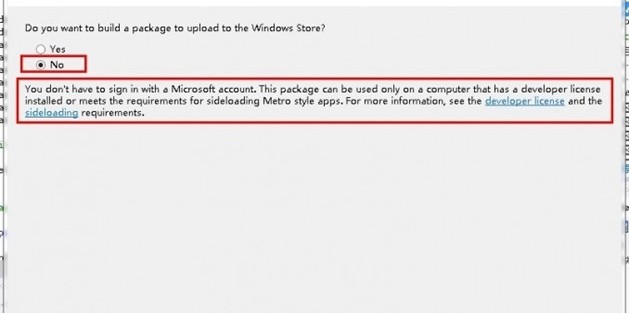 Do you want to build a package to upload to the Windows Store?
Yes
No
You don't have to sign in with a Microsoft account. This package can be used only on a computer that has a developer license
installed or meets the requirements for sideloading Metro style apps. For more information, see the developer license and the
sideloading requirements.